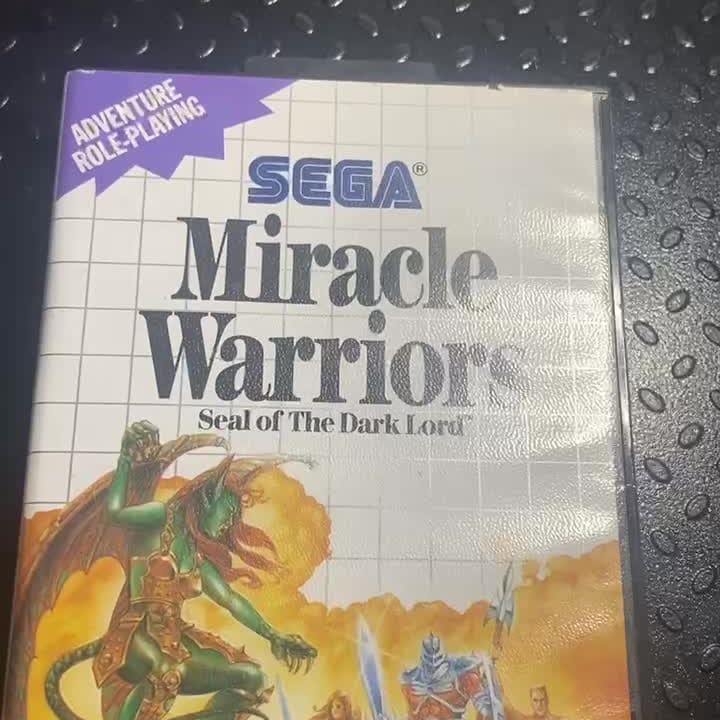 ADVENTURE
ROLE-PLAYING
SEGA®
Miracle
Warriors
Seal of The Dark Lord™